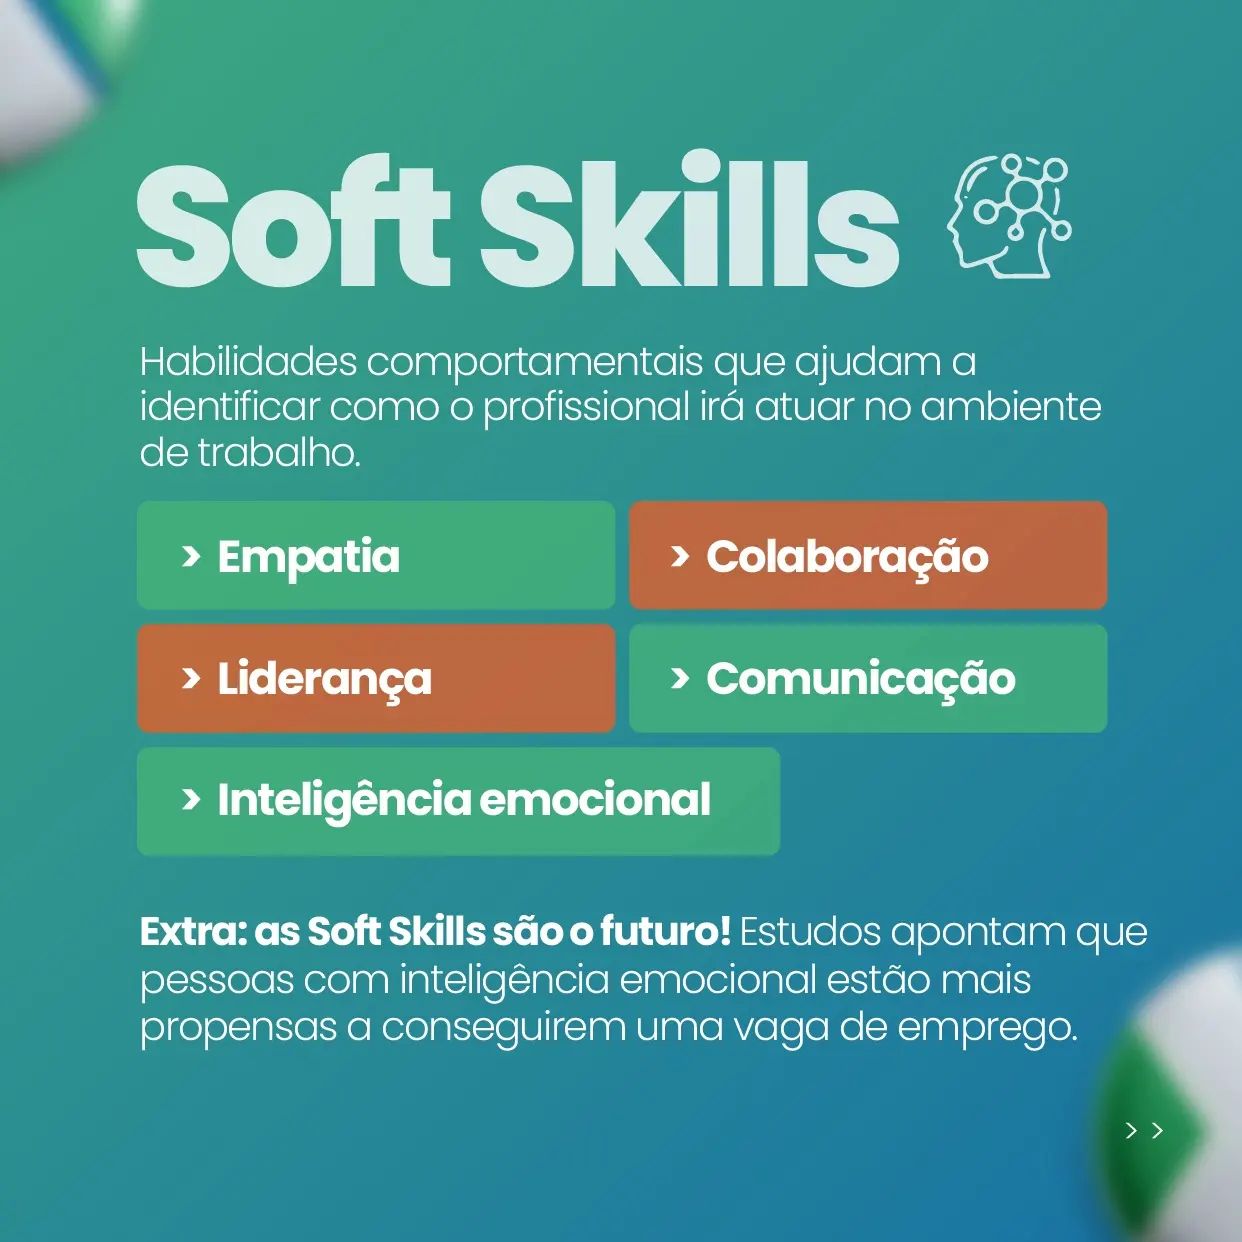 Soft Skills
Habilidades comportamentais que ajudam a
identificar como o profissional irá atuar no ambiente
de trabalho.
> Empatia
> Colaboração
> Liderança
> Comunicação
> Inteligência emocional
Extra: as Soft Skills são o futuro! Estudos apontam que
pessoas com inteligência emocional estão mais
propensas a conseguirem uma vaga de emprego.
> >